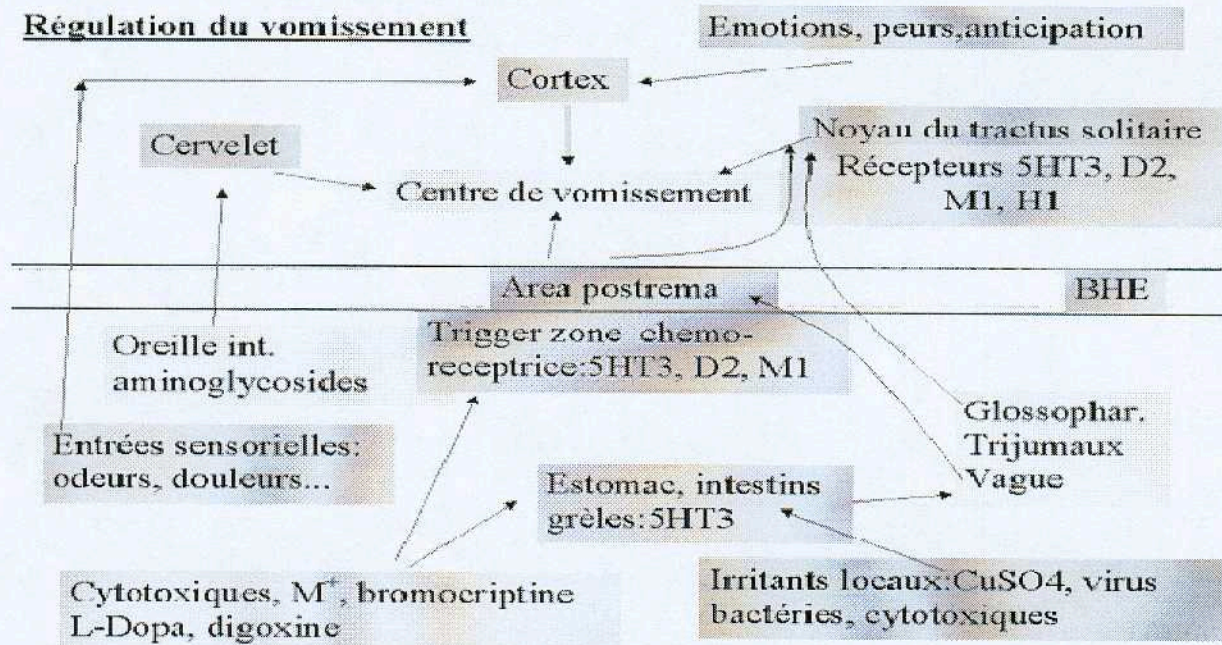 Régulation du vomissement
Emotions, peurs,anticipation
Cortex
Cervelet
Noyau du tractus solitaire
Récepteurs 5HT3, D2,
M1, H1
Centre de vomissement
Area postrema
BHE
Oreille int.
aminoglycosides
Trigger zone chemo-
receptrice:5HT3, D2, M1
Glossophar.
Trijumaux
Vague
Entrées sensorielles:
odeurs, douleurs...
Estomac, intestins
grèles:5HT3
Cytotoxiques, M⁺, bromocriptine
L-Dopa, digoxine
Irritants locaux:CuSO4, virus
bactéries, cytotoxiques